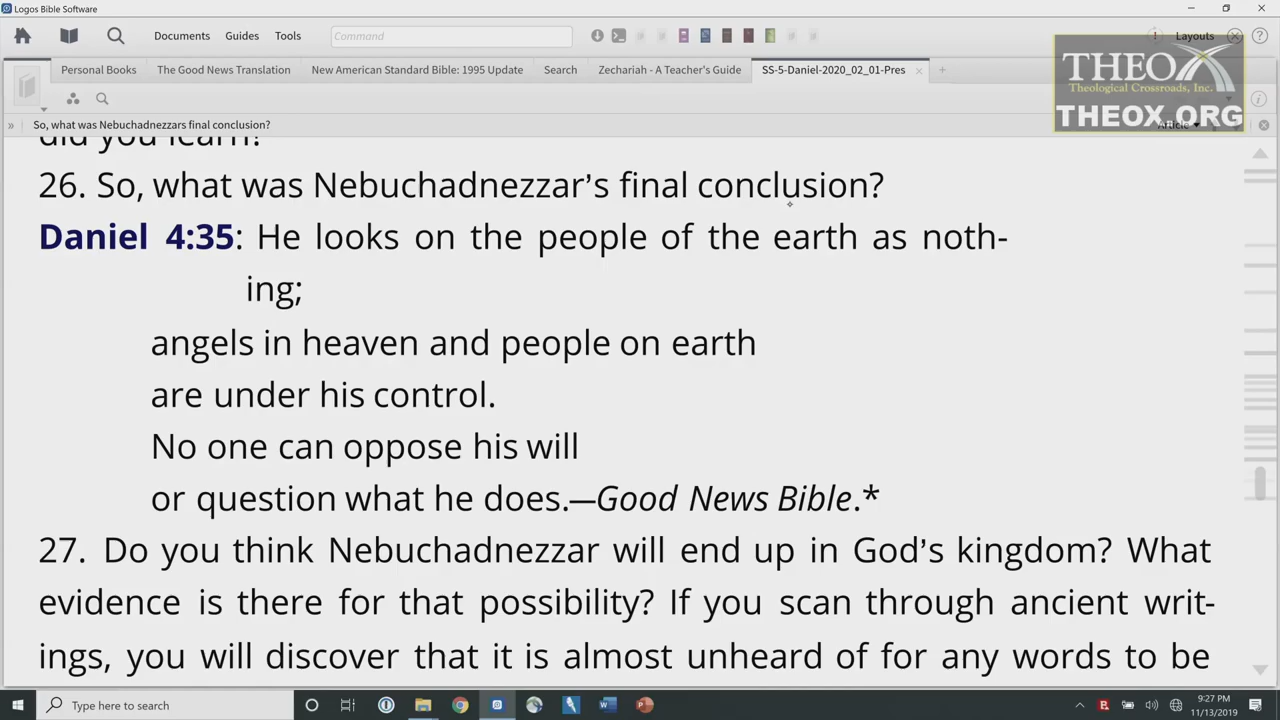 Logos Bible Software
Documents Guides Tools Command Layouts
THEOX
Theological Crossroads, Inc.
THEOX.ORG
Personal Books The Good News Translation New American Standard Bible: 1995 Update Search Zechariah - A Teacher's Guide SS-5-Daniel-2020_02_01-Pres
So, what was Nebuchadnezzars final conclusion? Article
did you learn?
26. So, what was Nebuchadnezzar’s final conclusion?
Daniel 4:35: He looks on the people of the earth as noth-
ing;
angels in heaven and people on earth
are under his control.
No one can oppose his will
or question what he does.—Good News Bible.*
27. Do you think Nebuchadnezzar will end up in God’s kingdom? What
evidence is there for that possibility? If you scan through ancient writ-
ings, you will discover that it is almost unheard of for any words to be
Type here to search
9:27 PM
11/13/2019